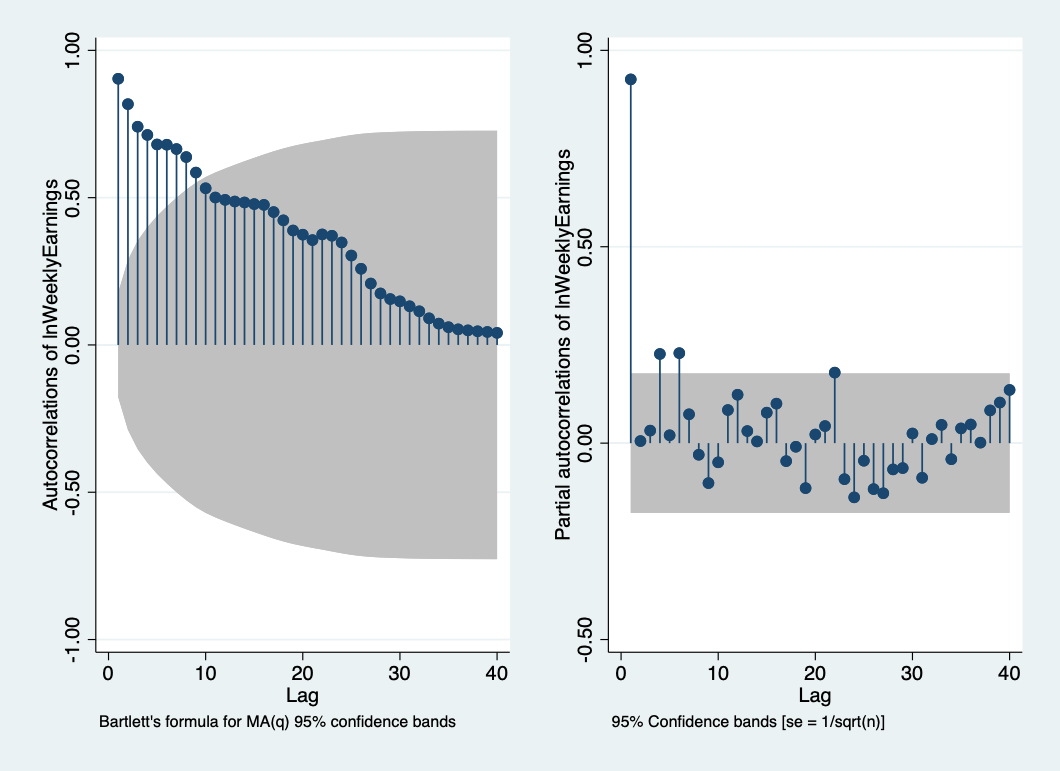 Autocorrelations of lnWeeklyEarnings
1.00
0.50
0.00
-0.50
-1.00
0 10 20 30 40
Lag
Bartlett's formula for MA(q) 95% confidence bands
Partial autocorrelations of lnWeeklyEarnings
1.00
0.50
0.00
-0.50
0 10 20 30 40
Lag
95% Confidence bands [se = 1/sqrt(n)]